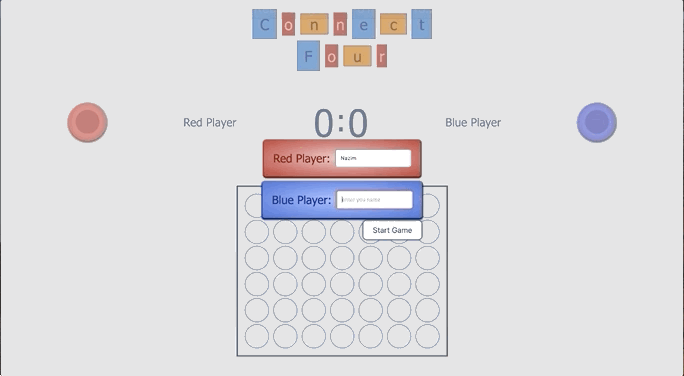 Connect
Four
Red Player
0:0
Blue Player
Red Player: Nazim
Blue Player: Enter you name
Start Game